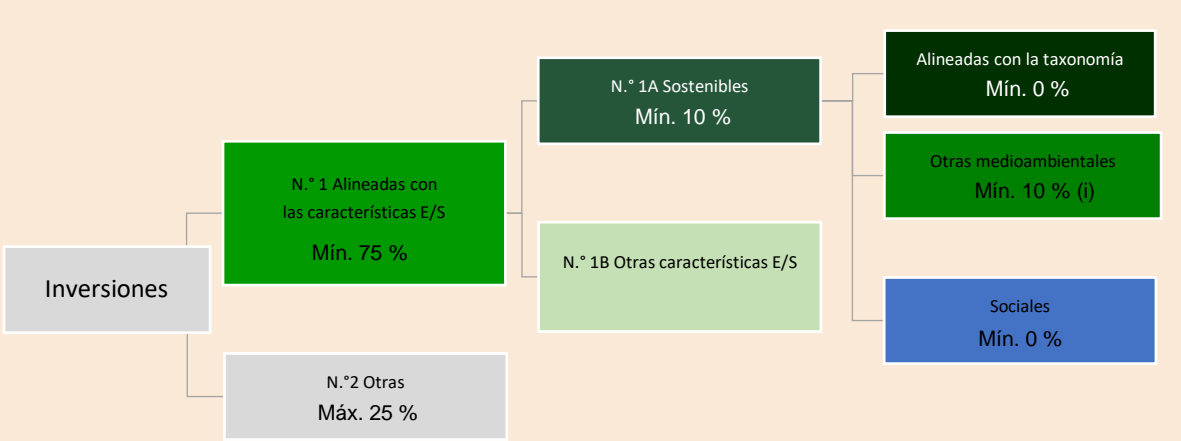 Inversiones
N.° 1 Alineadas con
las características E/S
Mín. 75 %
N.°2 Otras
Máx. 25 %
N.° 1A Sostenibles
Mín. 10 %
N.° 1B Otras características E/S
Alineadas con la taxonomía
Mín. 0 %
Otras medioambientales
Mín. 10 % (i)
Sociales
Mín. 0 %